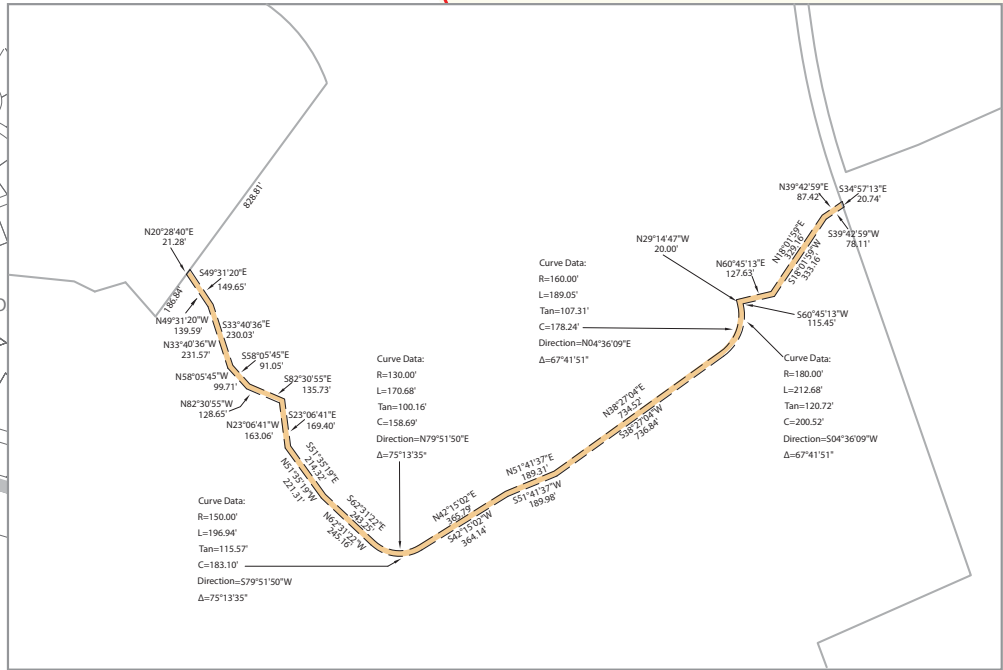 828.81'
N20°28'40"E
21.28'
186.84'
S49°31'20"E
149.65'
N49°31'20"W
139.59'
S33°40'36"E
230.03'
N33°40'36"W
231.57'
S58°05'45"E
91.05'
N58°05'45"W
99.71'
S82°30'55"E
135.73'
N82°30'55"W
128.65'
S23°06'41"E
169.40'
N23°06'41"W
163.06'
S51°35'19"E
214.32'
N51°35'19"W
221.31'
S62°31'22"E
243.25'
N62°31'22"W
245.16'
Curve Data:
R=150.00'
L=196.94'
Tan=115.57'
C=183.10'
Direction=S79°51'50"W
Δ=75°13'35"
Curve Data:
R=130.00'
L=170.68'
Tan=100.16'
C=158.69'
Direction=N79°51'50"E
Δ=75°13'35"
N42°15'02"E
365.79'
S42°15'02"W
364.14'
N51°41'37"E
189.31'
S51°41'37"W
189.98'
N38°27'04"E
734.52'
S38°27'04"W
736.84'
Curve Data:
R=160.00'
L=189.05'
Tan=107.31'
C=178.24'
Direction=N04°36'09"E
Δ=67°41'51"
N29°14'47"W
20.00'
N60°45'13"E
127.63'
S60°45'13"W
115.45'
Curve Data:
R=180.00'
L=212.68'
Tan=120.72'
C=200.52'
Direction=S04°36'09"W
Δ=67°41'51"
N18°01'59"E
329.16'
S18°01'59"W
333.16'
N39°42'59"E
87.42'
S34°57'13"E
20.74'
S39°42'59"W
78.11'